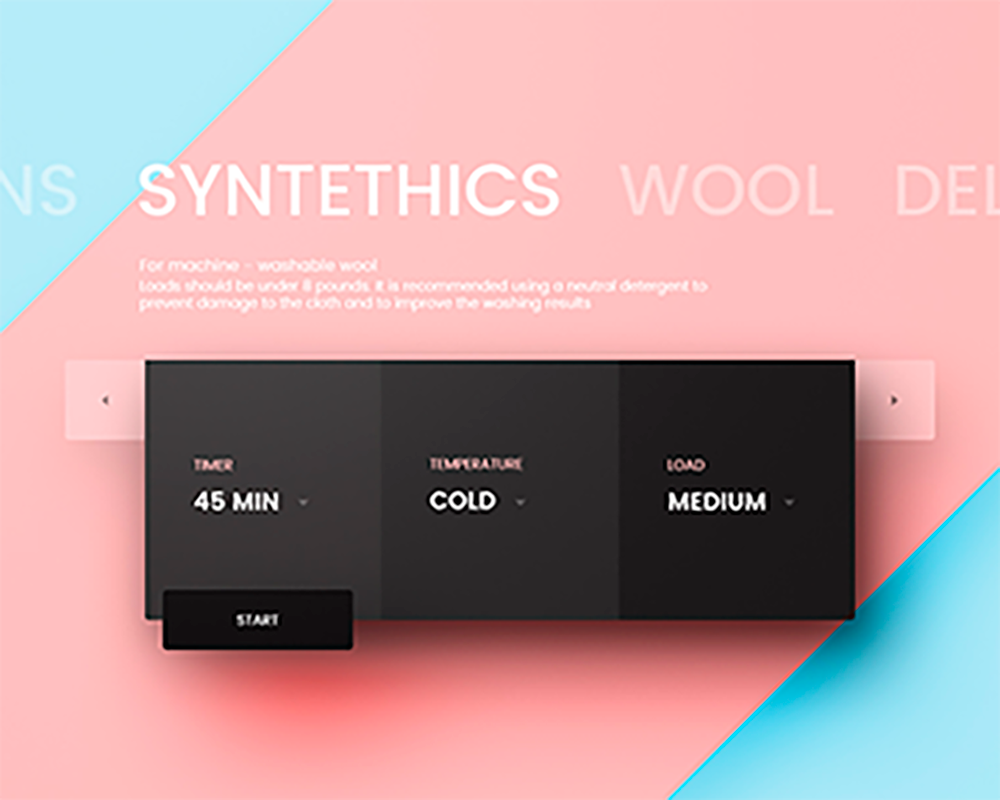 NS SYNTETHICS WOOL DEL
For machine - washable wool
Loads should be under 8 pounds. It is recommended using a neutral detergent to
prevent damage to the cloth and to improve the washing results
TIMER TEMPERATURE LOAD
45 MIN COLD MEDIUM
START